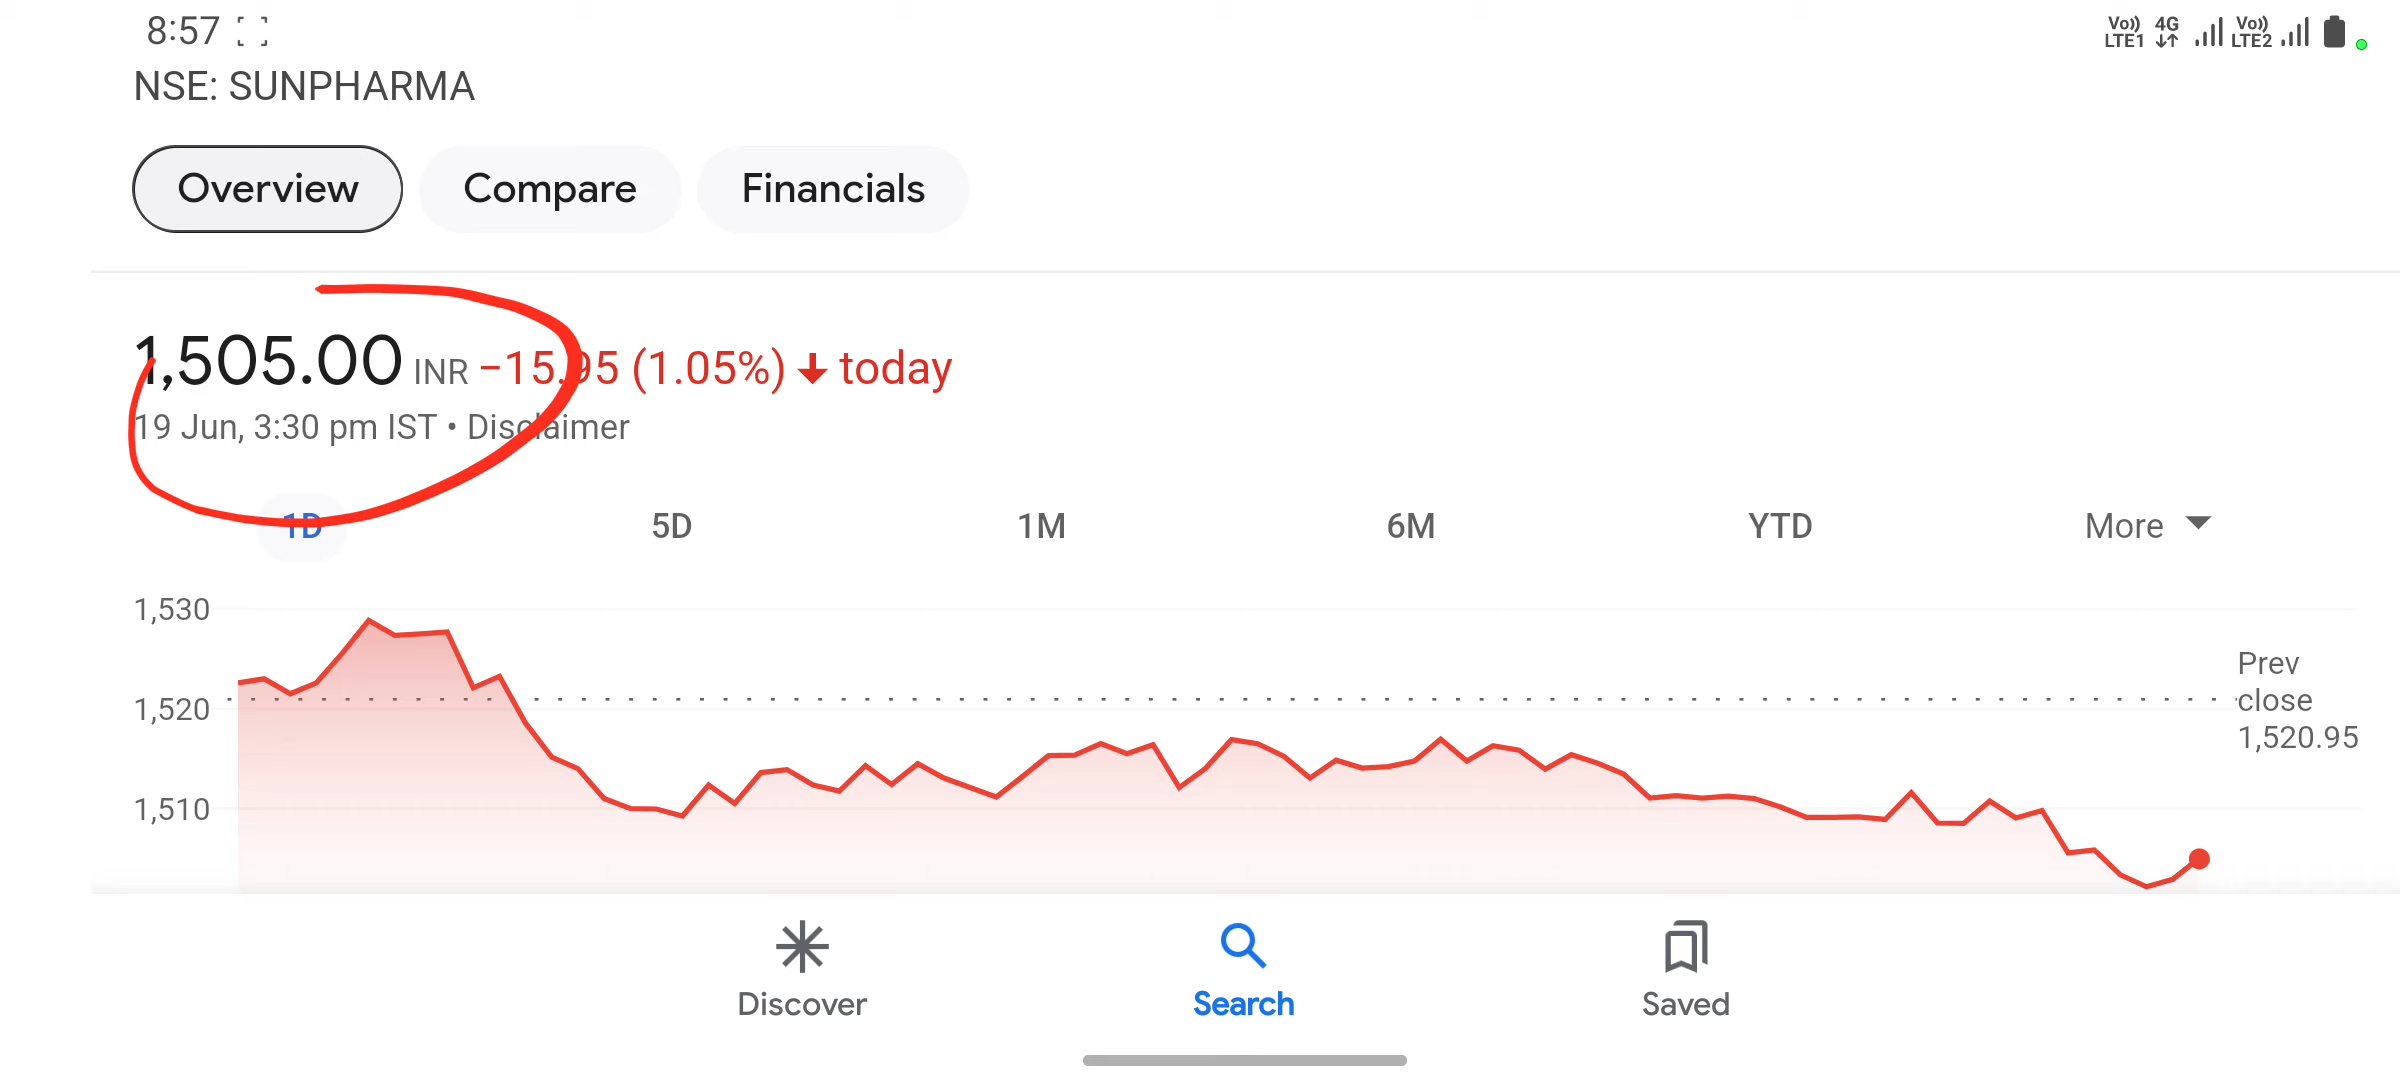 8:57
Vo)) LTE1 4G Vo)) LTE2
NSE: SUNPHARMA
Overview Compare Financials
1,505.00 INR −15.95 (1.05%) today
19 Jun, 3:30 pm IST • Disclaimer
1D 5D 1M 6M YTD More
1,530
1,520
1,510
Prev
close
1,520.95
Discover Search Saved